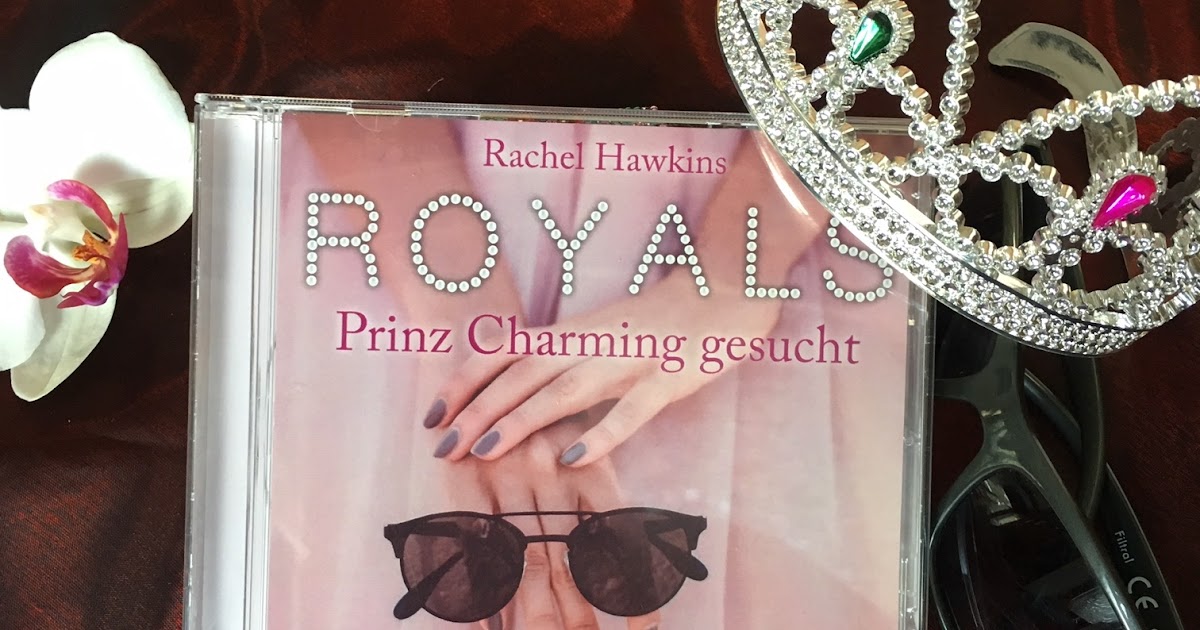 Rachel Hawkins
ROYALS
Prinz Charming gesucht
Filtral CE